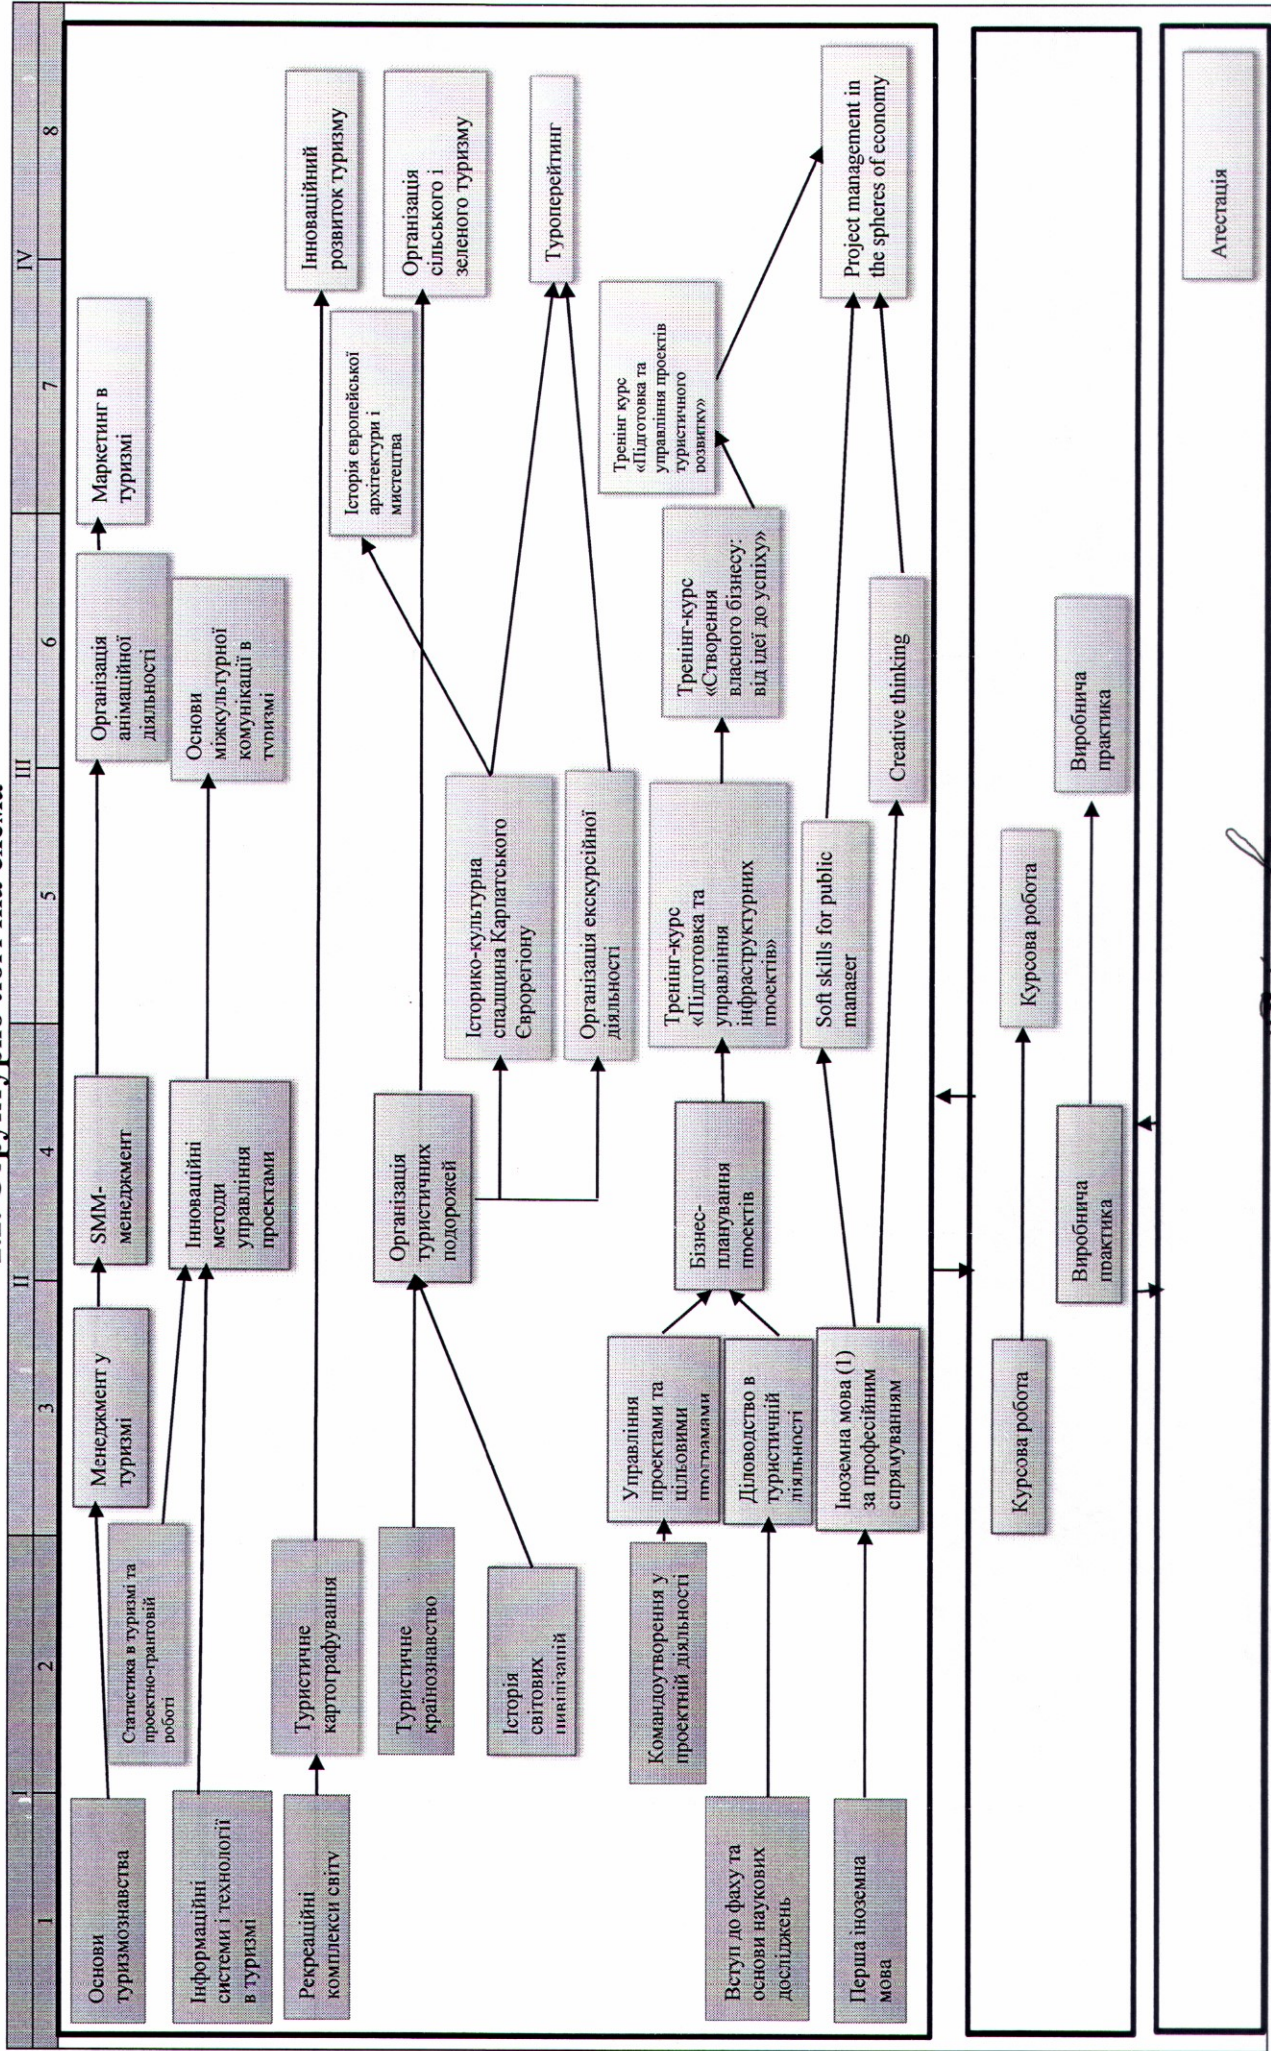 I
II
III
IV
1
2
3
4
5
6
7
8
Основи
туризмознавства
Менеджмент у
туризмі
SMM-
менеджмент
Організація
анімаційної
діяльності
Маркетинг в
туризмі
Статистика в туризмі та
проектно-грантовій
роботі
Інформаційні
системи і технології
в туризмі
Інноваційні
методи
управління
проектами
Основи
міжкультурної
комунікації в
туризмі
Рекреаційні
комплекси світу
Туристичне
картографування
Інноваційний
розвиток туризму
Туристичне
країнознавство
Історія
світових
цивілізацій
Організація
туристичних
подорожей
Історія європейської
архітектури і
мистецтва
Організація
сільського і
зеленого туризму
Історико-культурна
спадщина Карпатського
Єврорегіону
Організація екскурсійної
діяльності
Туроперейтинг
Командоутворення у
проектній діяльності
Управління
проектами та
цільовими
програмами
Вступ до фаху та
основи наукових
досліджень
Діловодство в
туристичній
діяльності
Бізнес-
планування
проектів
Тренінг-курс
«Підготовка та
управління
інфраструктурних
проектів»
Тренінг-курс
«Створення
власного бізнесу:
від ідеї до успіху»
Тренінг курс
«Підготовка та
управління проектів
туристичного
розвитку»
Перша іноземна
мова
Іноземна мова (1)
за професійним
спрямуванням
Soft skills for public
manager
Creative thinking
Project management in
the spheres of economy
Курсова робота
Курсова робота
Виробнича
практика
Виробнича
практика
Атестація